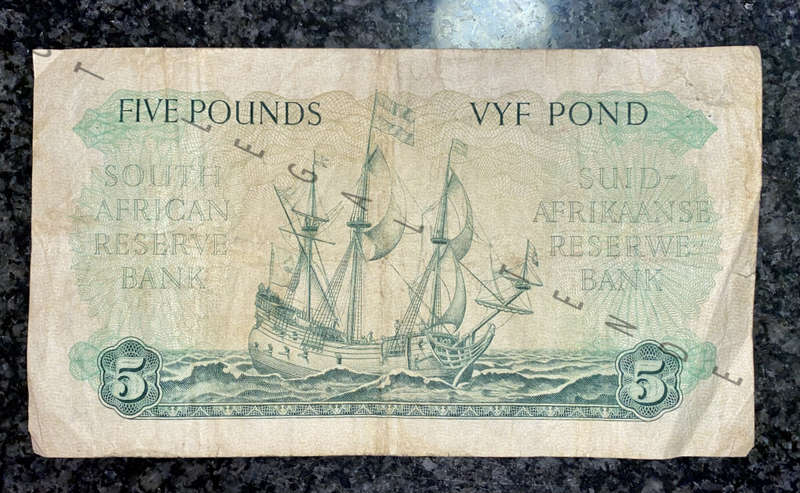 FIVE POUNDS
VYF POND
SOUTH
AFRICAN
RESERVE
BANK
SUID-
AFRIKAANSE
RESERWE-
BANK
5
5